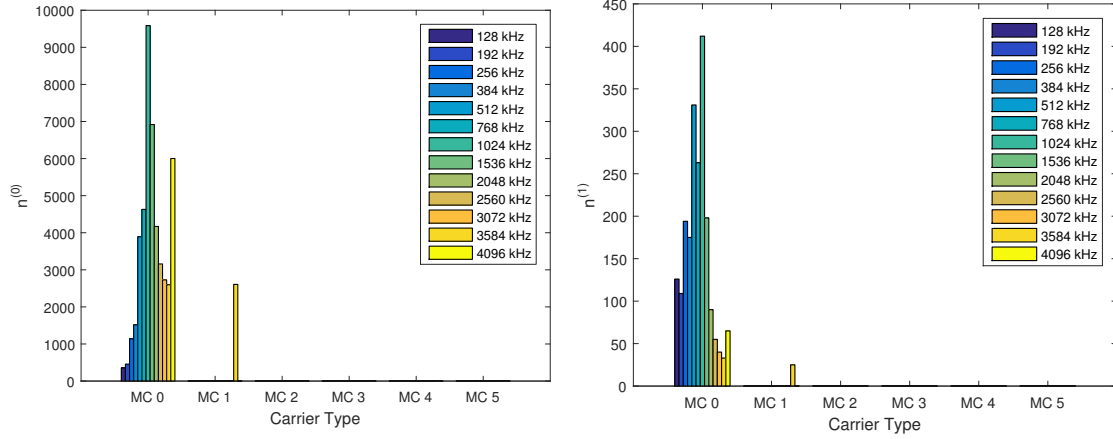 10000
9000
8000
7000
6000
5000
4000
3000
2000
1000
0
n(0)
128 kHz
192 kHz
256 kHz
384 kHz
512 kHz
768 kHz
1024 kHz
1536 kHz
2048 kHz
2560 kHz
3072 kHz
3584 kHz
4096 kHz
MC 0 MC 1 MC 2 MC 3 MC 4 MC 5
Carrier Type
450
400
350
300
250
200
150
100
50
0
n(1)
128 kHz
192 kHz
256 kHz
384 kHz
512 kHz
768 kHz
1024 kHz
1536 kHz
2048 kHz
2560 kHz
3072 kHz
3584 kHz
4096 kHz
MC 0 MC 1 MC 2 MC 3 MC 4 MC 5
Carrier Type